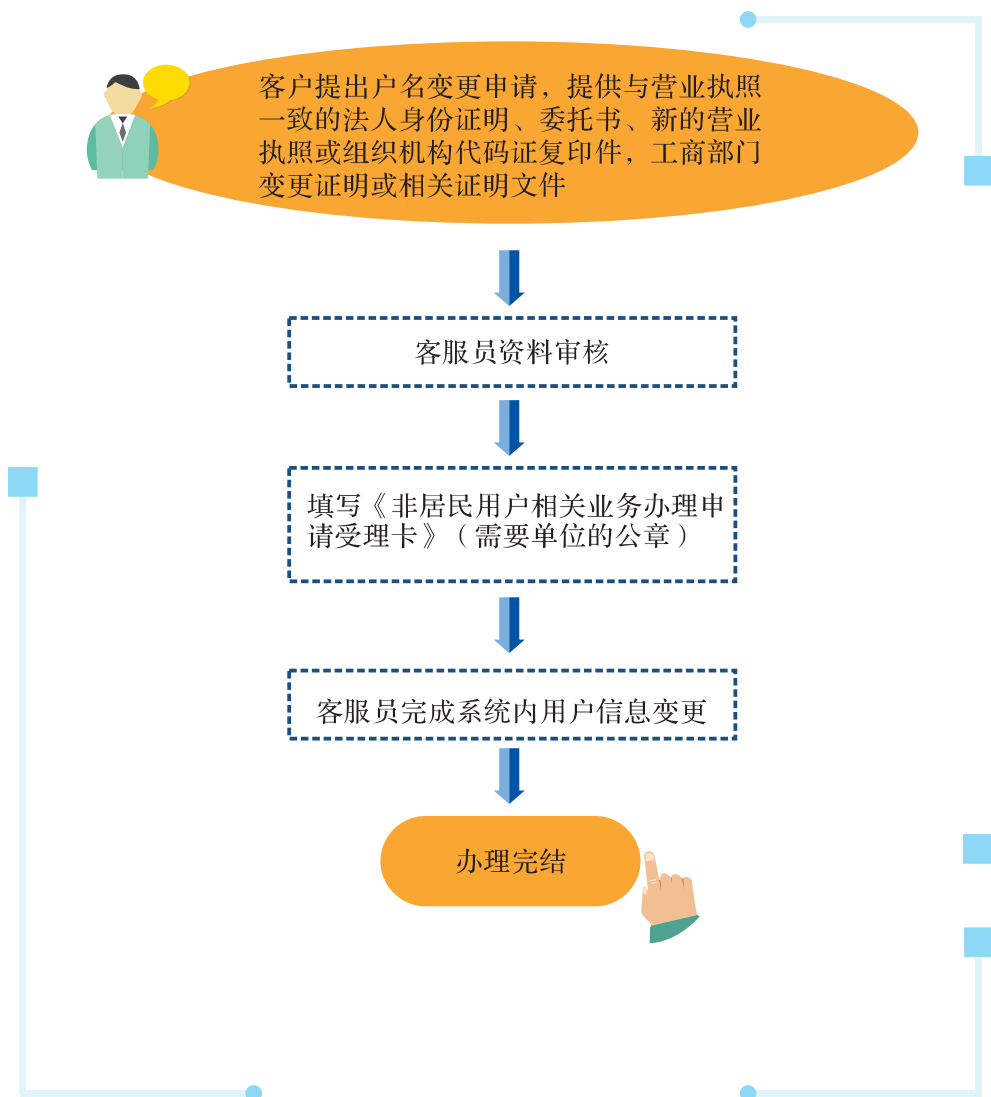 客户提出户名变更申请，提供与营业执照
一致的法人身份证明、委托书、新的营业
执照或组织机构代码证复印件，工商部门
变更证明或相关证明文件
客服员资料审核
填写《非居民用户相关业务办理申
请受理卡》（需要单位的公章）
客服员完成系统内用户信息变更
办理完结